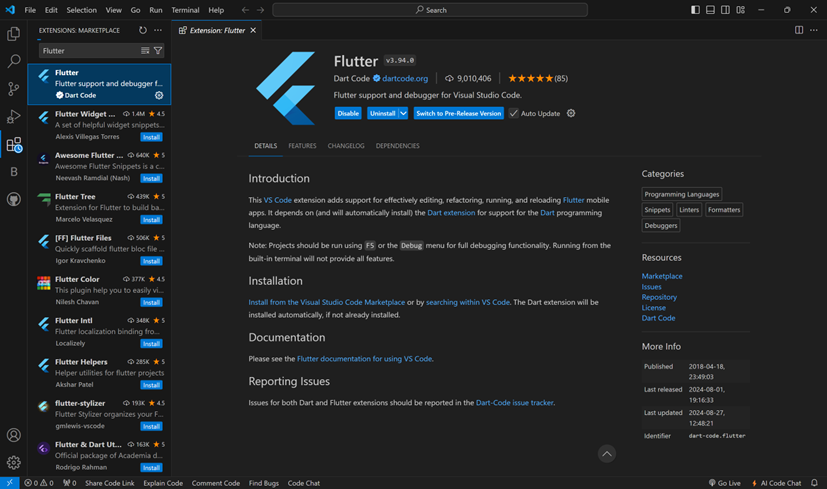 File Edit Selection View Go Run Terminal Help
Search
EXTENSIONS: MARKETPLACE
Flutter
Flutter
Flutter support and debugger f...
Dart Code
Flutter Widget ... 1.4M 4.5
A set of helpful widget snippets...
Alexis Villegas Torres Install
Awesome Flutter ... 640K 5
Awesome Flutter Snippets is a c...
Neevash Ramdial (Nash) Install
Flutter Tree 439K 5
Extension for Flutter to build ba...
Marcelo Velasquez Install
[FF] Flutter Files 506K 5
Quickly scaffold flutter bloc file ...
Igor Kravchenko Install
Flutter Color 377K 4.5
This plugin help you to easily vi...
Nilesh Chavan Install
Flutter Intl 348K 5
Flutter localization binding fro...
Localizely Install
Flutter Helpers 285K 5
Helper utilities for flutter projects
Akshar Patel Install
flutter-stylizer 193K 4.5
Flutter Stylizer organizes your F...
gmlewis-vscode Install
Flutter & Dart Ut... 163K 5
Official package of Academia d...
Rodrigo Rahman Install
Extension: Flutter
Flutter v3.94.0
Dart Code dartcode.org 9,010,406 (85)
Flutter support and debugger for Visual Studio Code.
Disable Uninstall Switch to Pre-Release Version Auto Update
DETAILS FEATURES CHANGELOG DEPENDENCIES
Introduction
This VS Code extension adds support for effectively editing, refactoring, running, and reloading Flutter mobile
apps. It depends on (and will automatically install) the Dart extension for support for the Dart programming
language.
Note: Projects should be run using F5 or the Debug menu for full debugging functionality. Running from the
built-in terminal will not provide all features.
Installation
Install from the Visual Studio Code Marketplace or by searching within VS Code. The Dart extension will be
installed automatically, if not already installed.
Documentation
Please see the Flutter documentation for using VS Code.
Reporting Issues
Issues for both Dart and Flutter extensions should be reported in the Dart-Code issue tracker.
Categories
Programming Languages
Snippets Linters Formatters
Debuggers
Resources
Marketplace
Issues
Repository
License
Dart Code
More Info
Published 2018-04-18,
23:49:03
Last released 2024-08-01,
19:16:33
Last updated 2024-08-27,
12:48:21
Identifier dart-code.flutter
B
0 0 0 Share Code Link Explain Code Comment Code Find Bugs Code Chat Go Live AI Code Chat